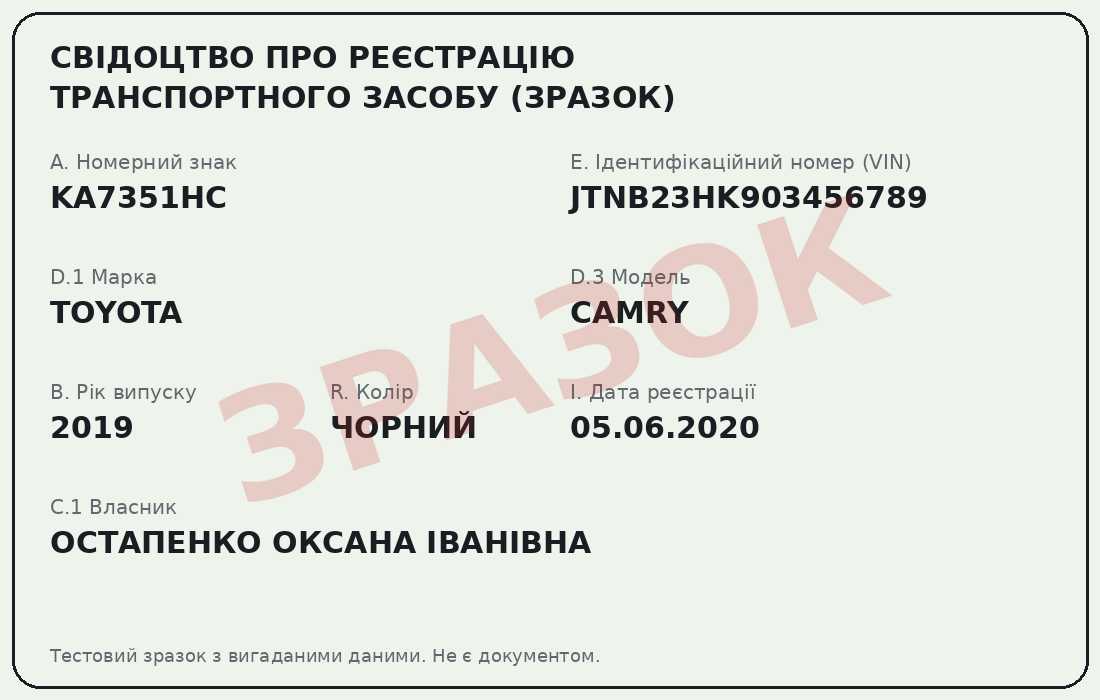 СВІДОЦТВО ПРО РЕЄСТРАЦІЮ
ТРАНСПОРТНОГО ЗАСОБУ (ЗРАЗОК)
A. Номерний знак
KA7351HC
E. Ідентифікаційний номер (VIN)
JTNB23HK903456789
D.1 Марка
TOYOTA
D.3 Модель
CAMRY
B. Рік випуску
2019
R. Колір
ЧОРНИЙ
I. Дата реєстрації
05.06.2020
C.1 Власник
ОСТАПЕНКО ОКСАНА ІВАНІВНА
ЗРАЗОК
Тестовий зразок з вигаданими даними. Не є документом.